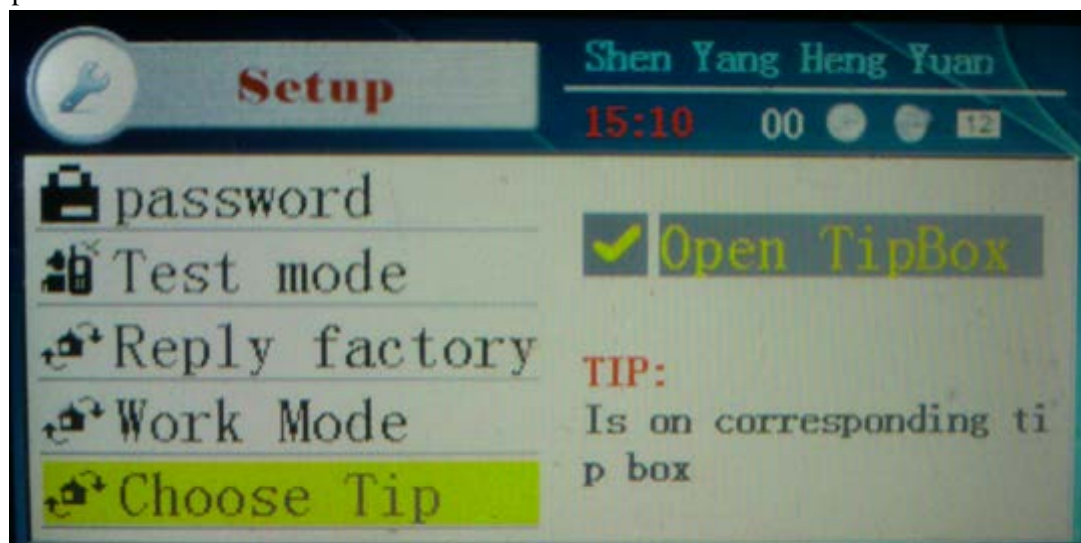 Setup
Shen Yang Heng Yuan
15:10 00 12
password
Test mode
Reply factory
Work Mode
Choose Tip
Open TipBox
TIP:
Is on corresponding ti
p box